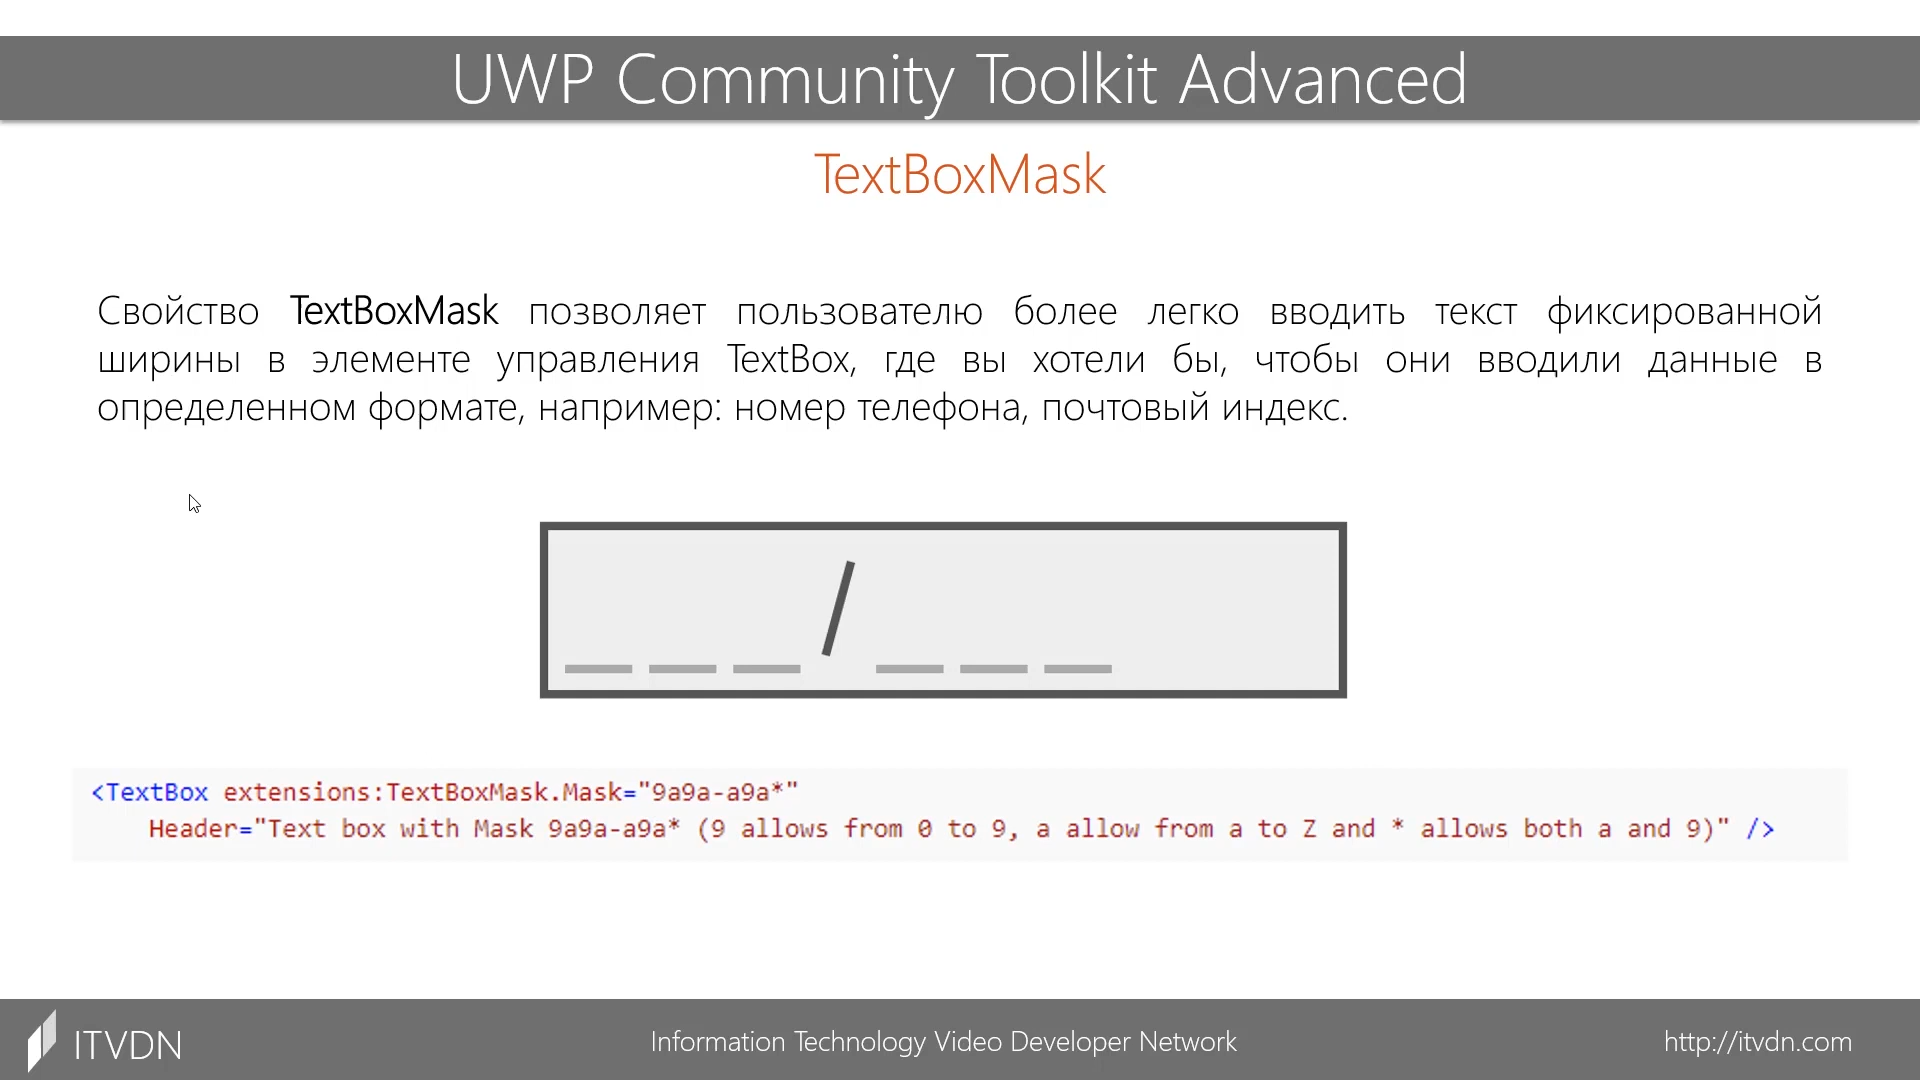 UWP Community Toolkit Advanced
TextBoxMask
Свойство TextBoxMask позволяет пользователю более легко вводить текст фиксированной
ширины в элементе управления TextBox, где вы хотели бы, чтобы они вводили данные в
определенном формате, например: номер телефона, почтовый индекс.
/
<TextBox extensions:TextBoxMask.Mask="9a9a-a9a*"
Header="Text box with Mask 9a9a-a9a* (9 allows from 0 to 9, a allow from a to Z and * allows both a and 9)" />
ITVDN
Information Technology Video Developer Network
http://itvdn.com